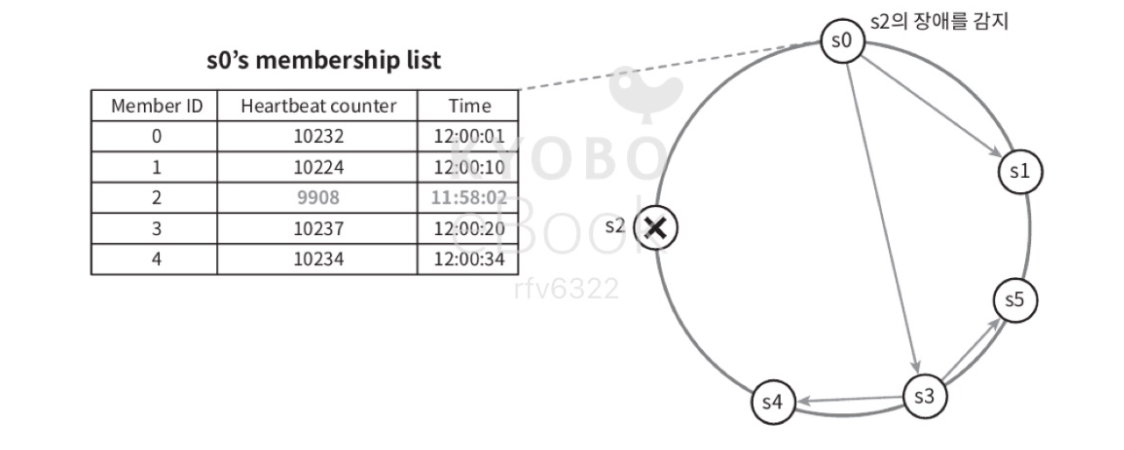 s2의 장애를 감지
s0
s0's membership list
Member ID Heartbeat counter Time
0 10232 12:00:01
1 10224 12:00:10
2 9908 11:58:02
3 10237 12:00:20
4 10234 12:00:34
KYOBO
eBook
rfv6322
s1
s2
s5
s3
s4